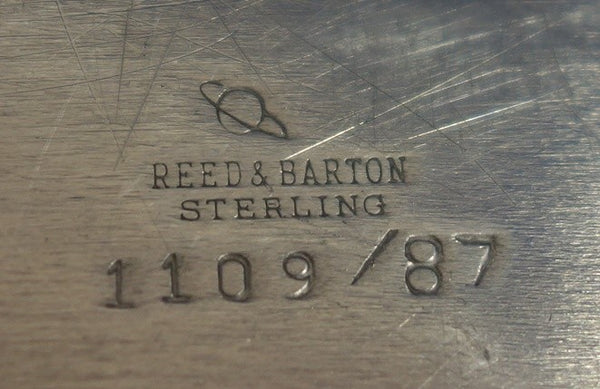 REED & BARTON
STERLING
1109/87